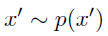 x′ ∼ p(x′)